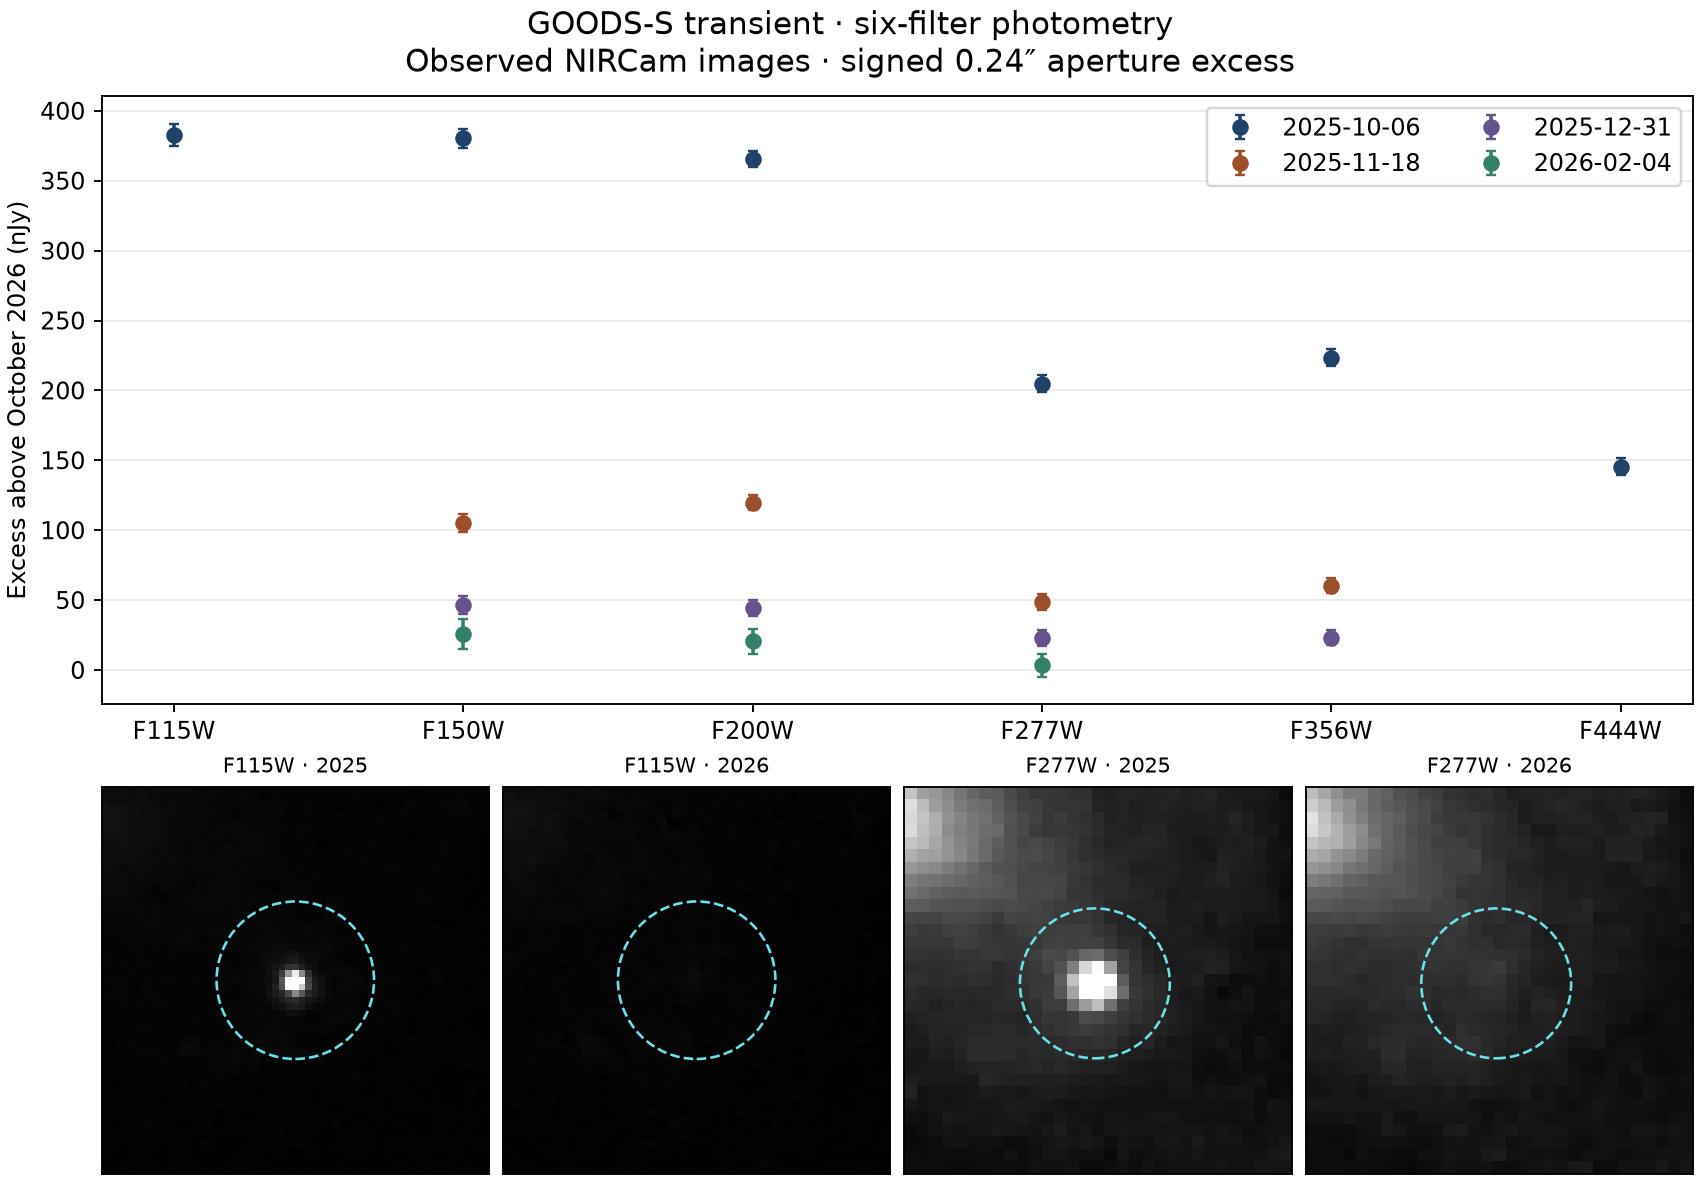 GOODS-S transient · six-filter photometry
Observed NIRCam images · signed 0.24″ aperture excess
Excess above October 2026 (nJy)
400
350
300
250
200
150
100
50
0
2025-10-06
2025-11-18
2025-12-31
2026-02-04
F115W
F150W
F200W
F277W
F356W
F444W
F115W · 2025
F115W · 2026
F277W · 2025
F277W · 2026